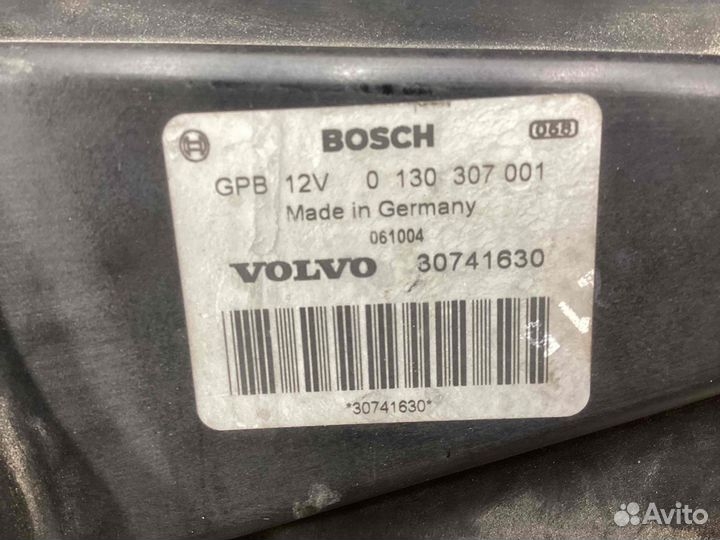 BOSCH 068
GPB 12V 0 130 307 001
Made in Germany
061004
VOLVO 30741630
*30741630*
Avito